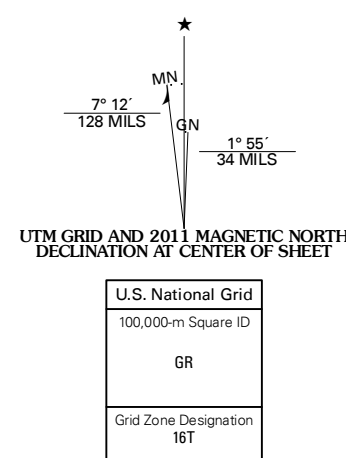 ★
MN
7° 12´
128 MILS
GN
1° 55´
34 MILS
UTM GRID AND 2011 MAGNETIC NORTH
DECLINATION AT CENTER OF SHEET
U.S. National Grid
100,000-m Square ID
GR
Grid Zone Designation
16T